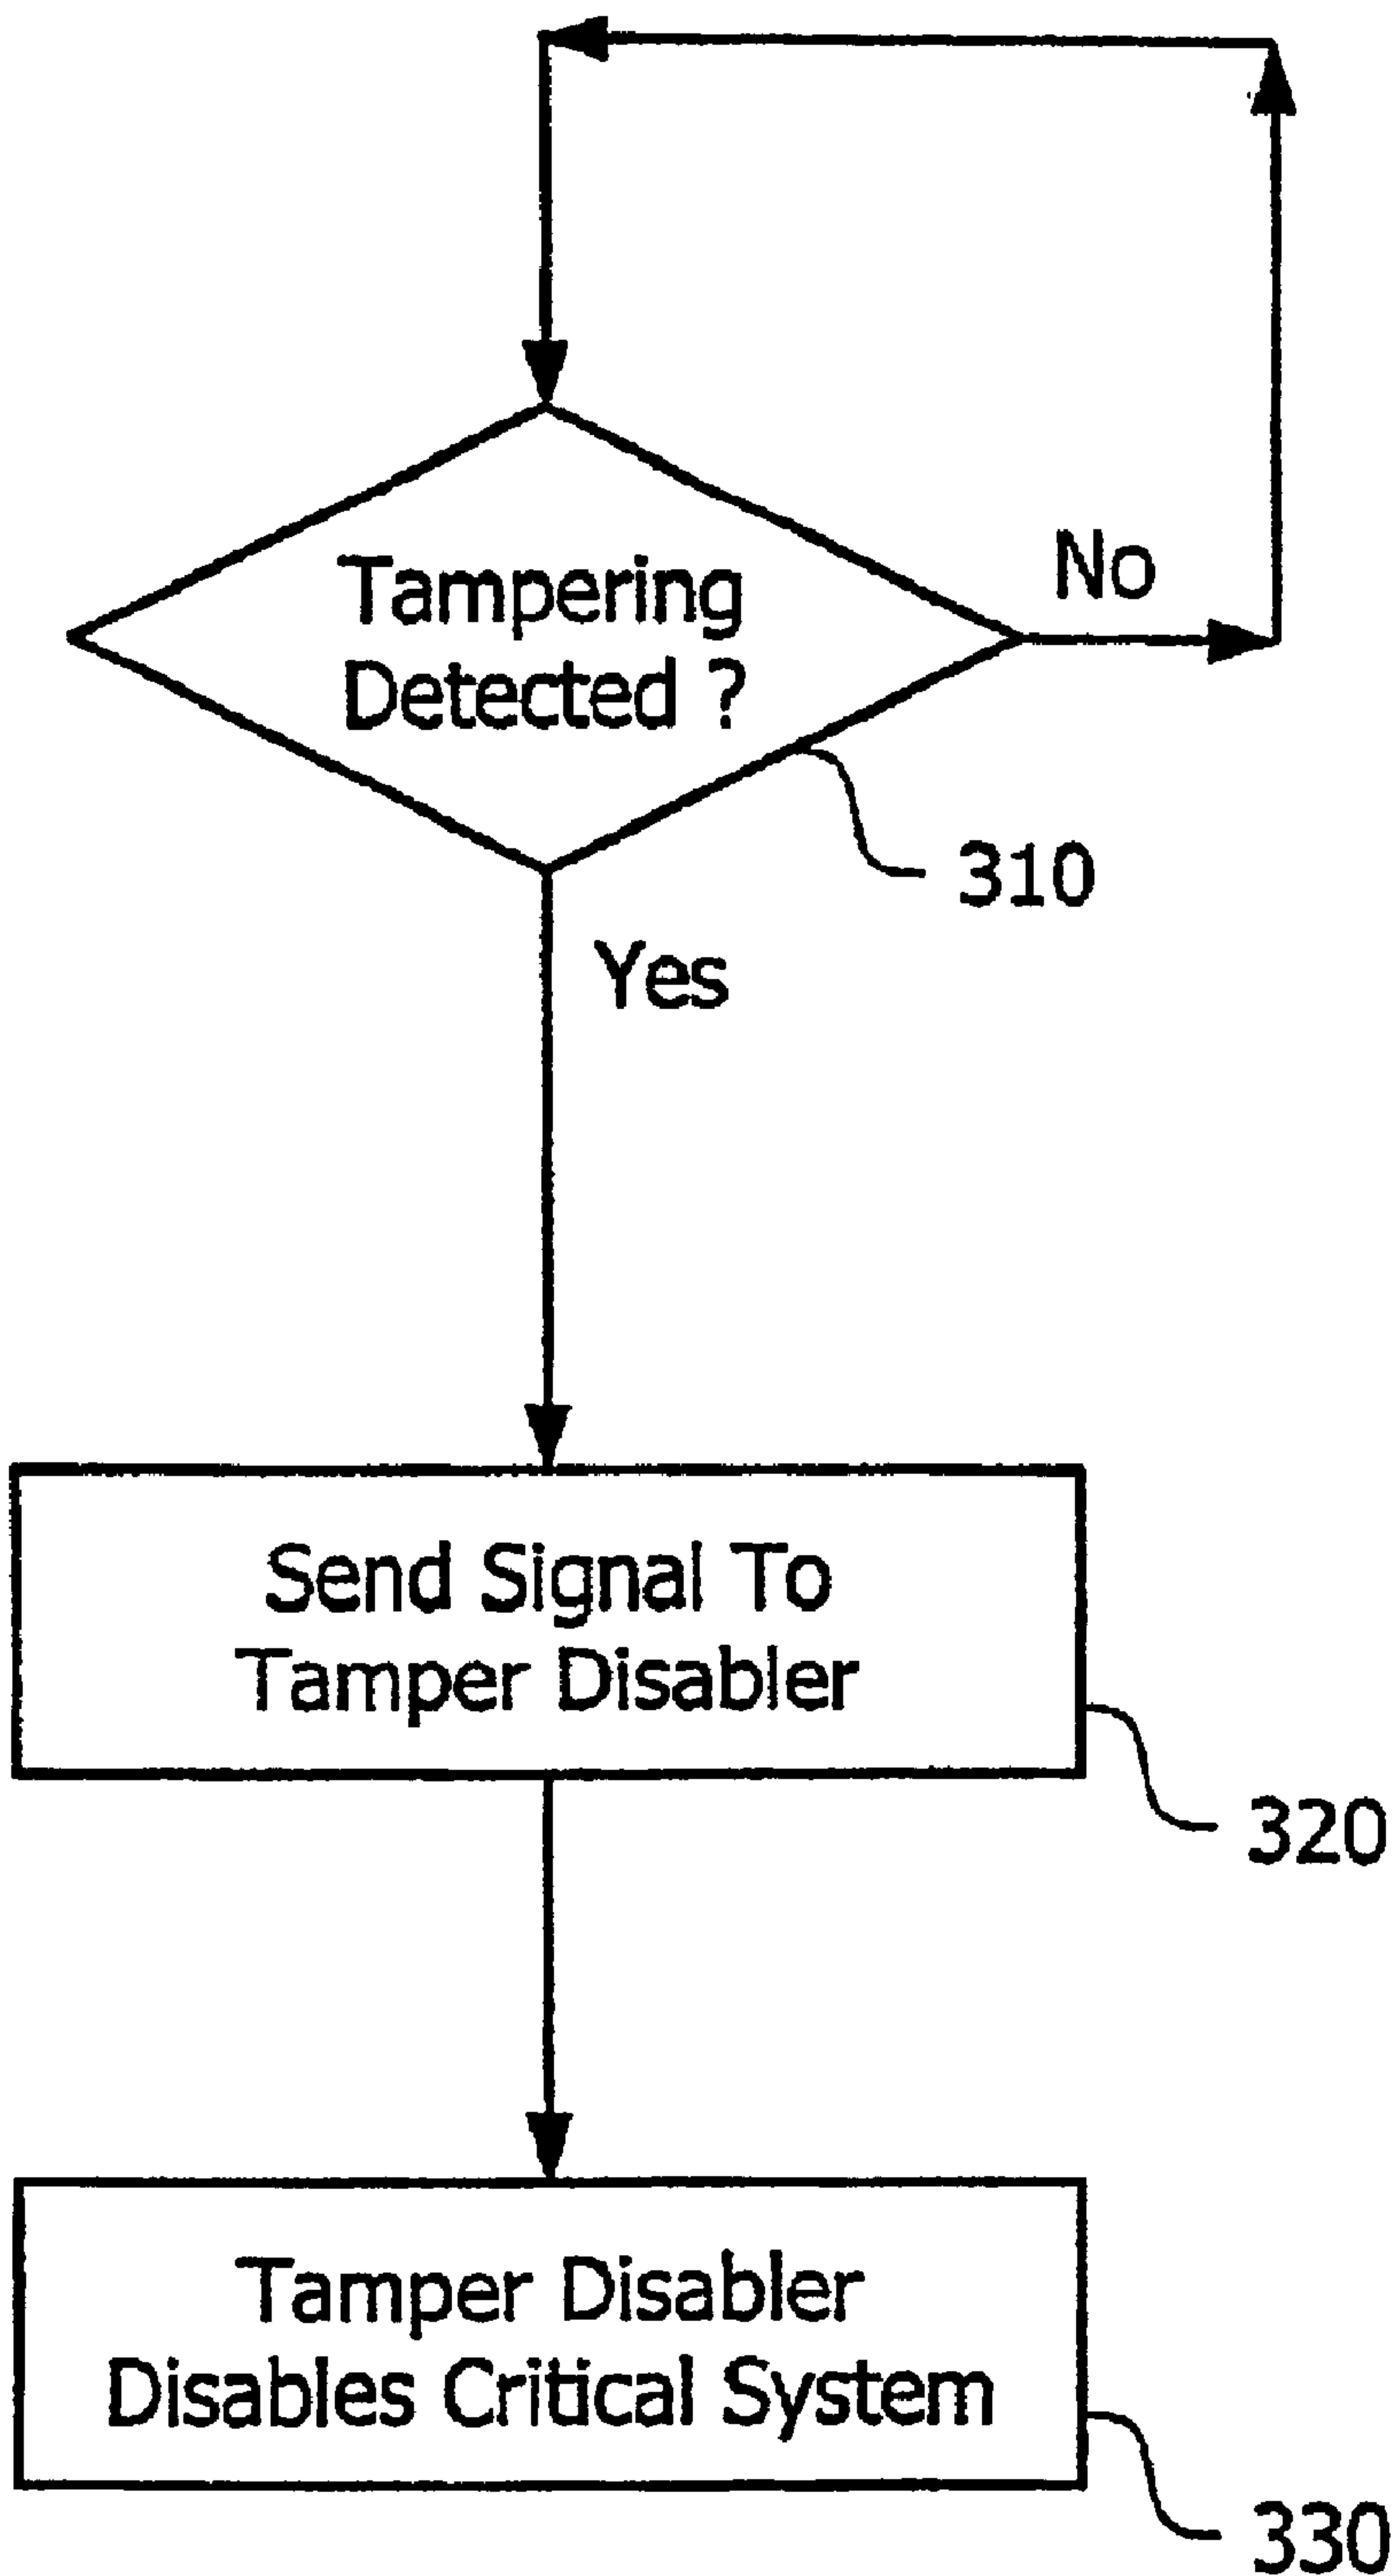 Tampering
Detected ?
No
310
Yes
Send Signal To
Tamper Disabler
320
Tamper Disabler
Disables Critical System
330